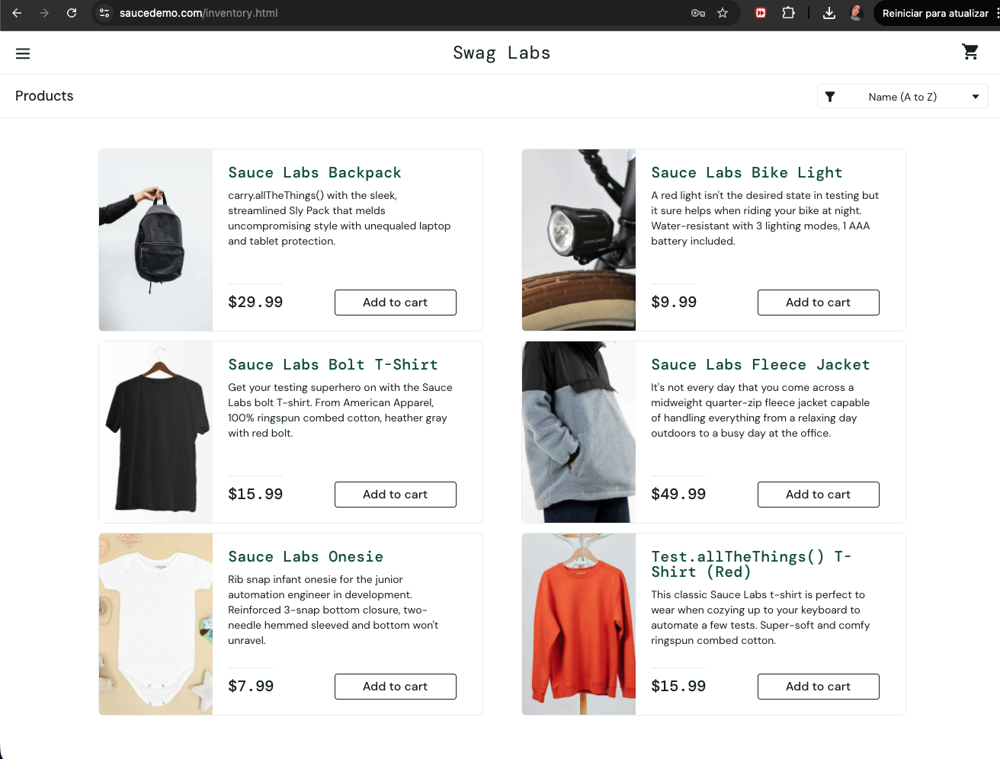 saucedemo.com/inventory.html
Reiniciar para atualizar
Swag Labs
Products
Name (A to Z)
Sauce Labs Backpack
carry.allTheThings() with the sleek,
streamlined Sly Pack that melds
uncompromising style with unequaled laptop
and tablet protection.
$29.99
Add to cart
Sauce Labs Bike Light
A red light isn't the desired state in testing but
it sure helps when riding your bike at night.
Water-resistant with 3 lighting modes, 1 AAA
battery included.
$9.99
Add to cart
STAR UNION
Sauce Labs Bolt T-Shirt
Get your testing superhero on with the Sauce
Labs bolt T-shirt. From American Apparel,
100% ringspun combed cotton, heather gray
with red bolt.
$15.99
Add to cart
Sauce Labs Fleece Jacket
It's not every day that you come across a
midweight quarter-zip fleece jacket capable
of handling everything from a relaxing day
outdoors to a busy day at the office.
$49.99
Add to cart
Sauce Labs Onesie
Rib snap infant onesie for the junior
automation engineer in development.
Reinforced 3-snap bottom closure, two-
needle hemmed sleeved and bottom won't
unravel.
$7.99
Add to cart
Test.allTheThings() T-
Shirt (Red)
This classic Sauce Labs t-shirt is perfect to
wear when cozying up to your keyboard to
automate a few tests. Super-soft and comfy
ringspun combed cotton.
$15.99
Add to cart